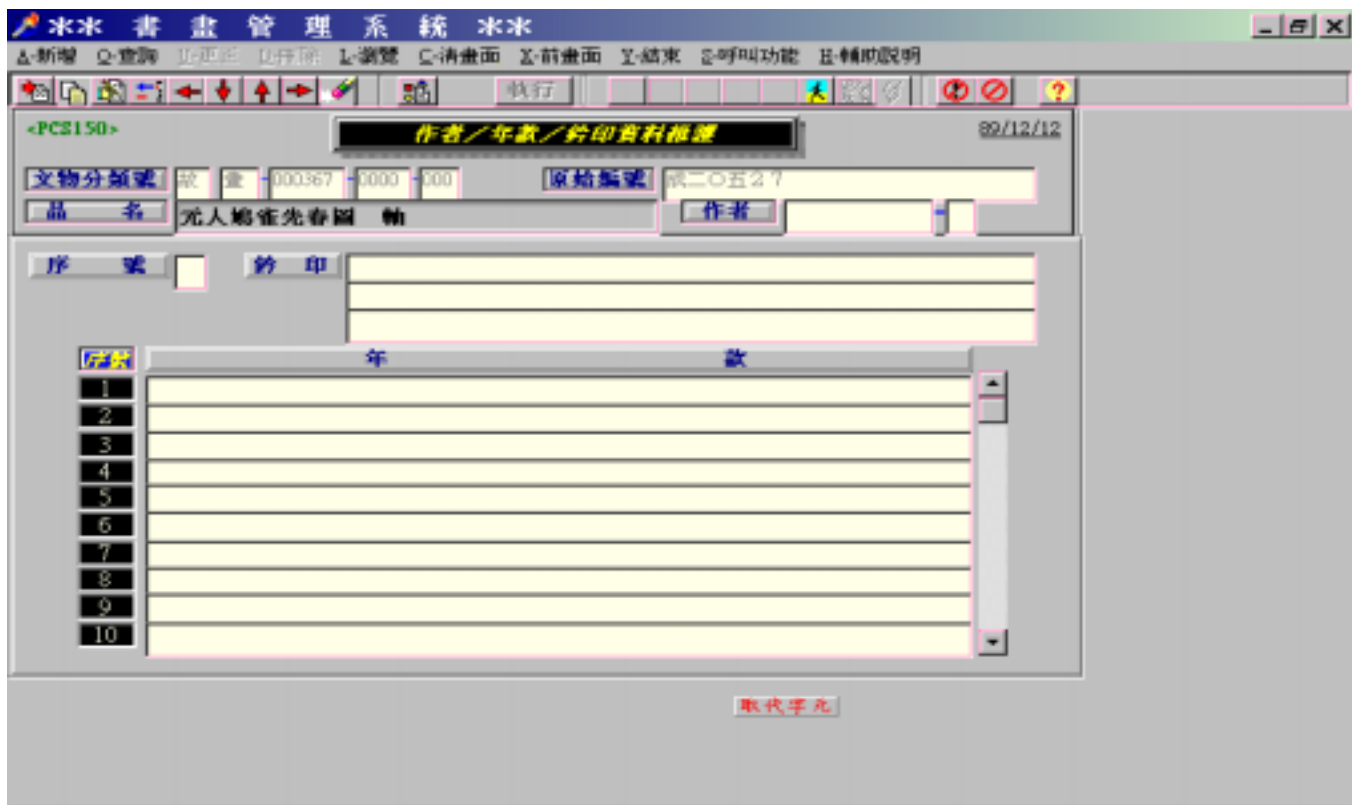 ** 書 畫 管 理 系 統 **
A-新增 Q-查詢 U-更正 D-刪除 L-瀏覽 C-清畫面 X-前畫面 Y-結束 S-呼叫功能 H-輔助說明
執行
<PCS150> 作者／年款／鈐印資料維護 89/12/12
文物分類號 故 畫 -000367 -0000 -000 原始編號 成二〇五２７
品 名 元人鳩雀先春圖 軸 作者 -
序 號 鈐 印
年 款
1
2
3
4
5
6
7
8
9
10
取代字元